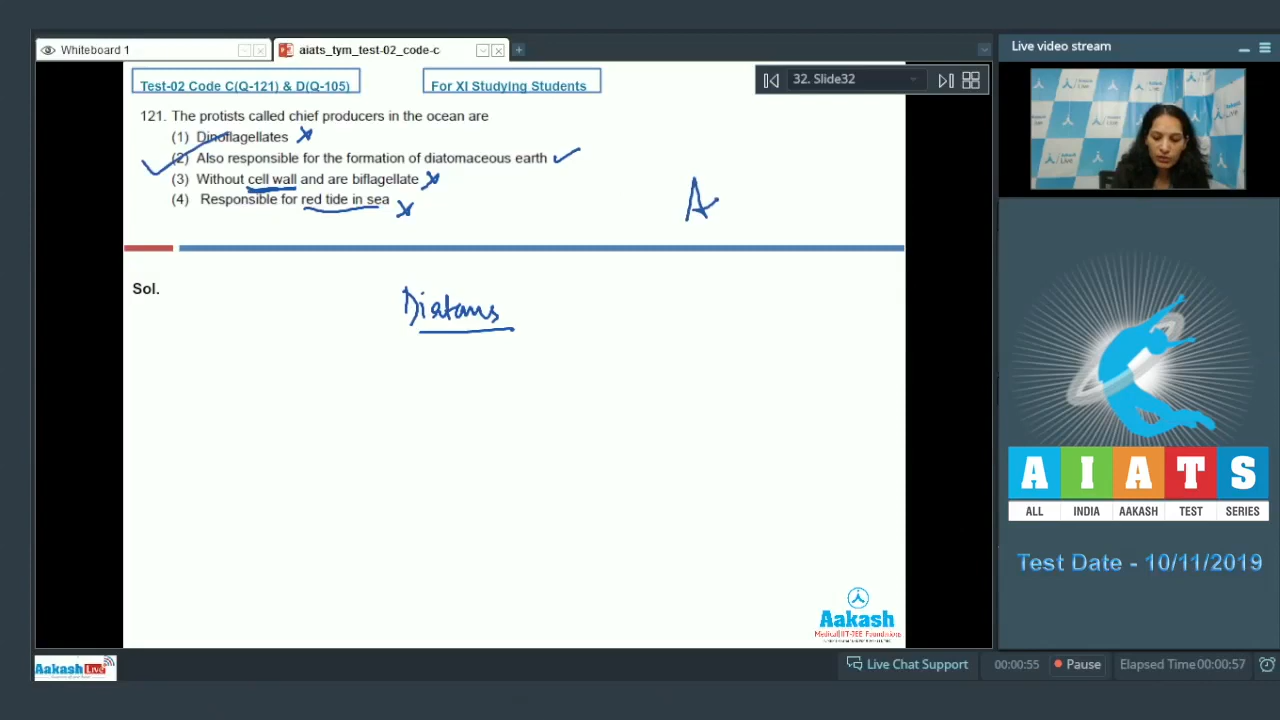 Whiteboard 1
aiats_tym_test-02_code-c
Live video stream
Test-02 Code C(Q-121) & D(Q-105)
For XI Studying Students
32. Slide32
121. The protists called chief producers in the ocean are
(1) Dinoflagellates
(2) Also responsible for the formation of diatomaceous earth
(3) Without cell wall and are biflagellate
(4) Responsible for red tide in sea
A
Sol.
Diatoms
A I A T S
ALL INDIA AAKASH TEST SERIES
Test Date - 10/11/2019
Aakash
Medical|IIT-JEE|Foundations
Aakash Live
Live Chat Support
00:00:55
Pause
Elapsed Time 00:00:57